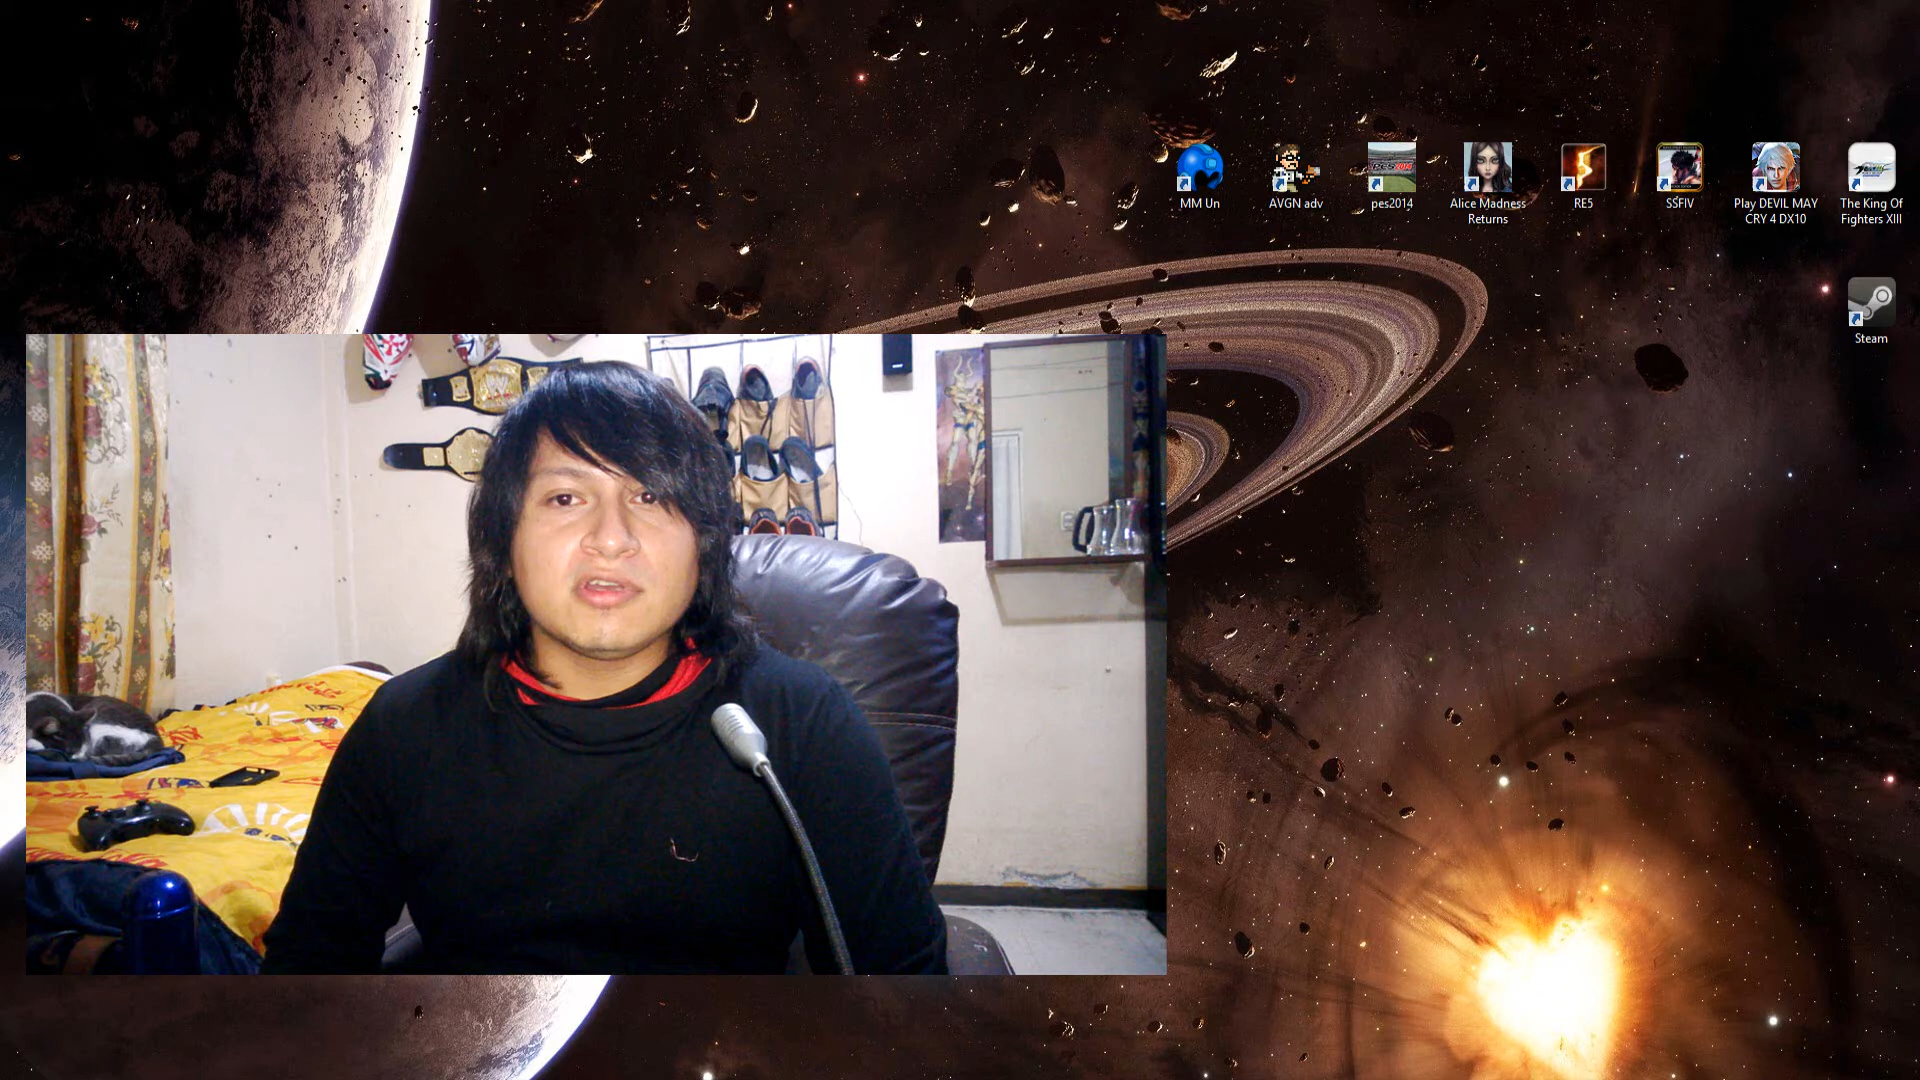 MM Un
AVGN adv
pes2014
Alice Madness
Returns
RE5
SSFIV
Play DEVIL MAY
CRY 4 DX10
The King Of
Fighters XIII
Steam